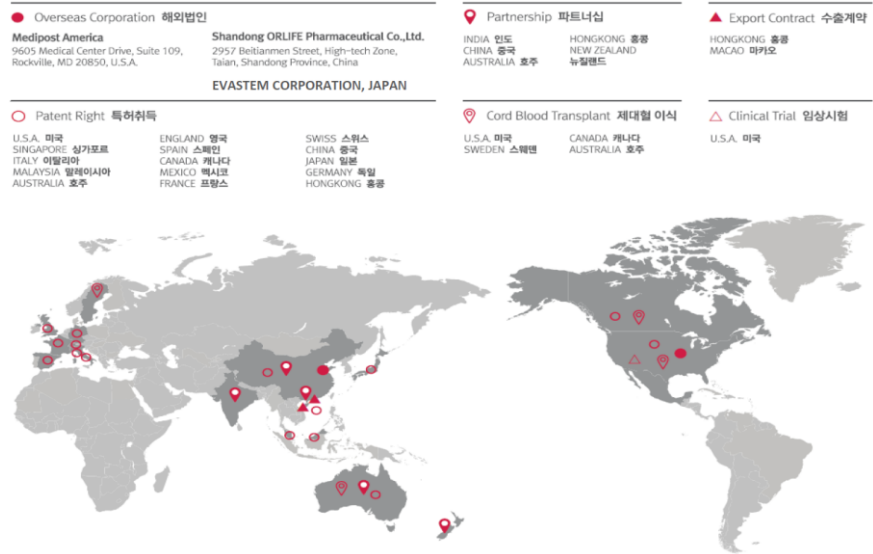 Overseas Corporation 해외법인
Medipost America
9605 Medical Center Drive, Suite 109,
Rockville, MD 20850, U.S.A.
Shandong ORLIFE Pharmaceutical Co.,Ltd.
2957 Beitianmen Street, High-tech Zone,
Taian, Shandong Province, China
EVASTEM CORPORATION, JAPAN
Partnership 파트너십
INDIA 인도
CHINA 중국
AUSTRALIA 호주
HONGKONG 홍콩
NEW ZEALAND
뉴질랜드
Export Contract 수출계약
HONGKONG 홍콩
MACAO 마카오
Patent Right 특허취득
U.S.A. 미국
SINGAPORE 싱가포르
ITALY 이탈리아
MALAYSIA 말레이시아
AUSTRALIA 호주
ENGLAND 영국
SPAIN 스페인
CANADA 캐나다
MEXICO 멕시코
FRANCE 프랑스
SWISS 스위스
CHINA 중국
JAPAN 일본
GERMANY 독일
HONGKONG 홍콩
Cord Blood Transplant 제대혈 이식
U.S.A. 미국
SWEDEN 스웨덴
CANADA 캐나다
AUSTRALIA 호주
Clinical Trial 임상시험
U.S.A. 미국